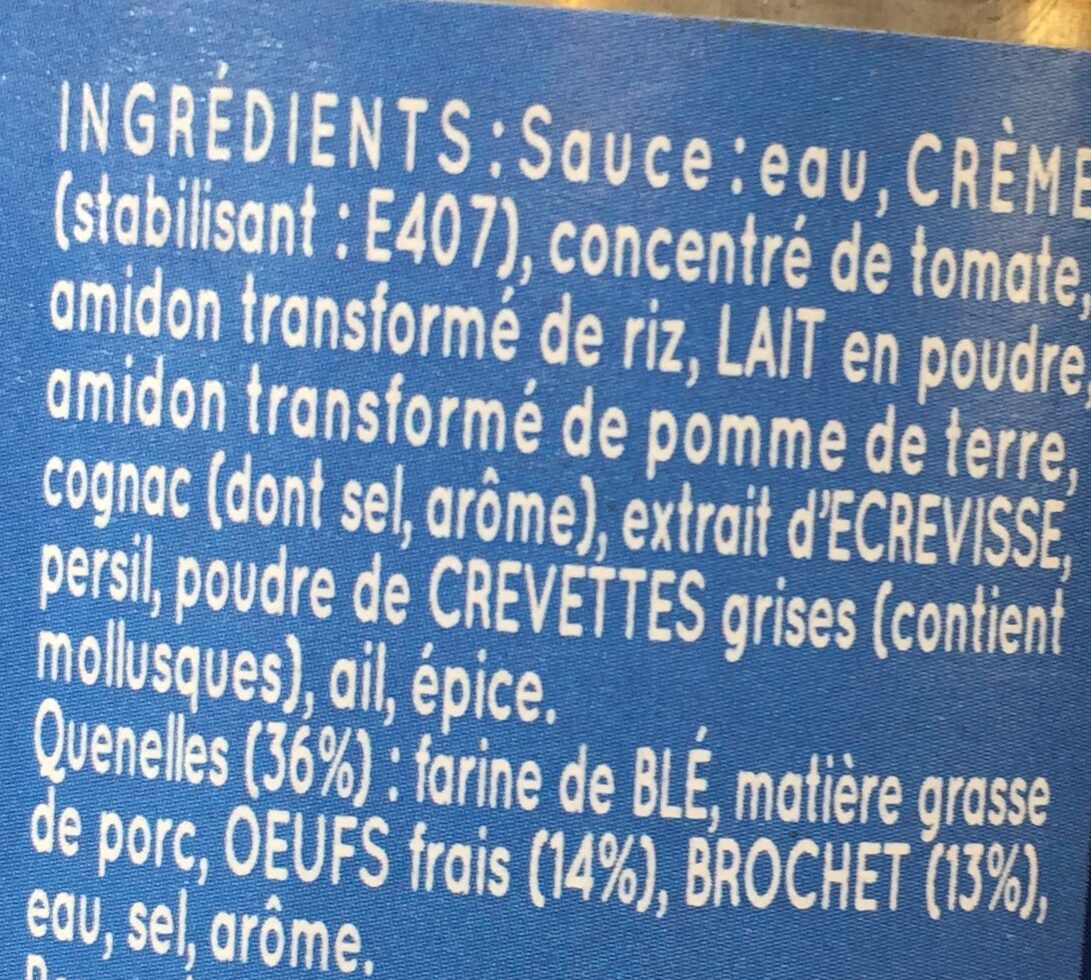 INGRÉDIENTS : Sauce : eau, CRÈME
(stabilisant : E407), concentré de tomate,
amidon transformé de riz, LAIT en poudre
amidon transformé de pomme de terre,
cognac (dont sel, arôme), extrait d'ECREVISSE,
persil, poudre de CREVETTES grises (contient
mollusques), ail, épice.
Quenelles (36%) : farine de BLÉ, matière grasse
de porc, OEUFS frais (14%), BROCHET (13%),
eau, sel, arôme.